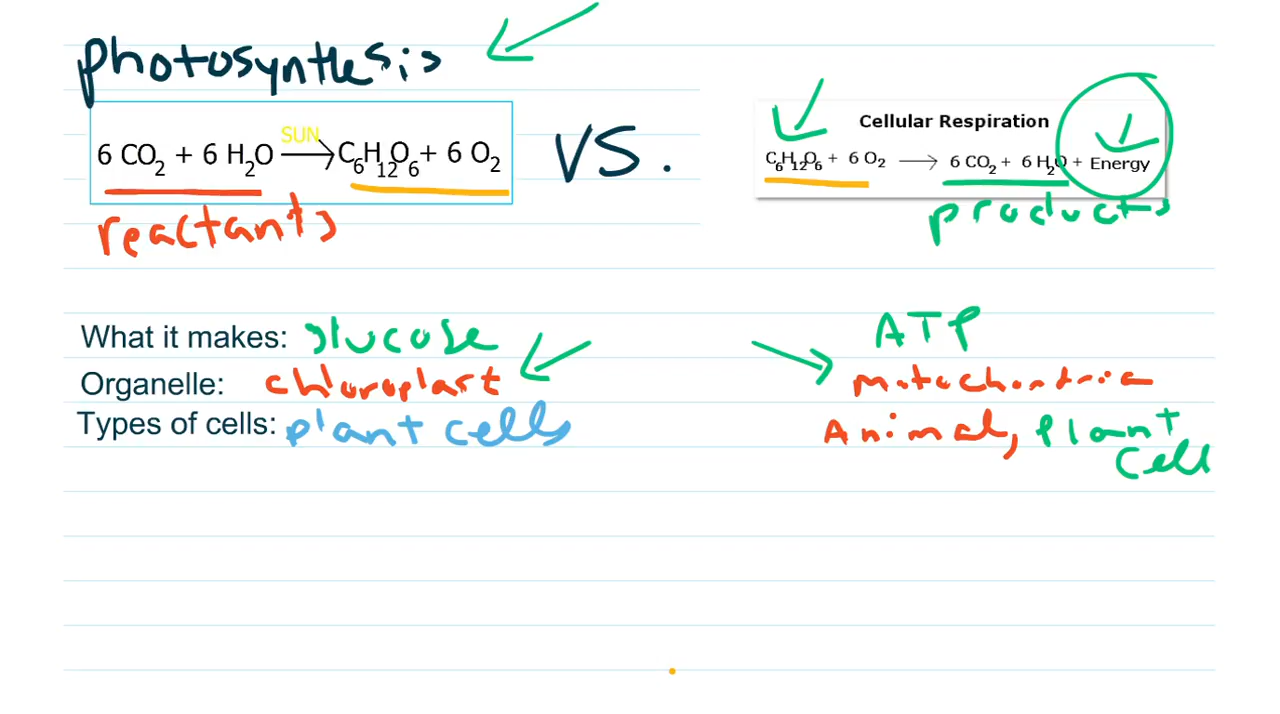 photosynthesis
6 CO2 + 6 H2O SUN ⟶ C6H12O6 + 6 O2
reactants
VS.
Cellular Respiration
C6H12O6 + 6 O2 ⟶ 6 CO2 + 6 H2O + Energy
products
What it makes: glucose ATP
Organelle: chloroplast mitochondria
Types of cells: plant cells Animal, plant
cell